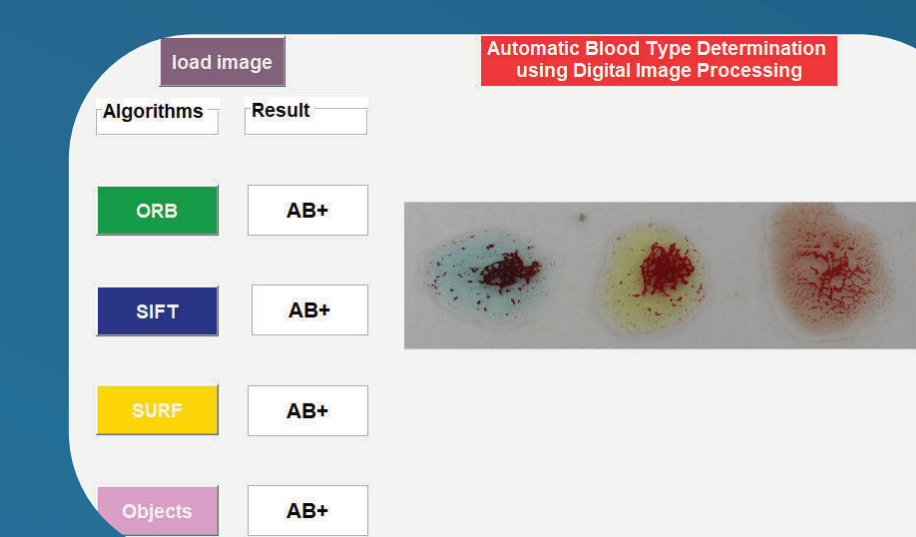 load image
Automatic Blood Type Determination
using Digital Image Processing
Algorithms
Result
ORB
AB+
SIFT
AB+
SURF
AB+
Objects
AB+